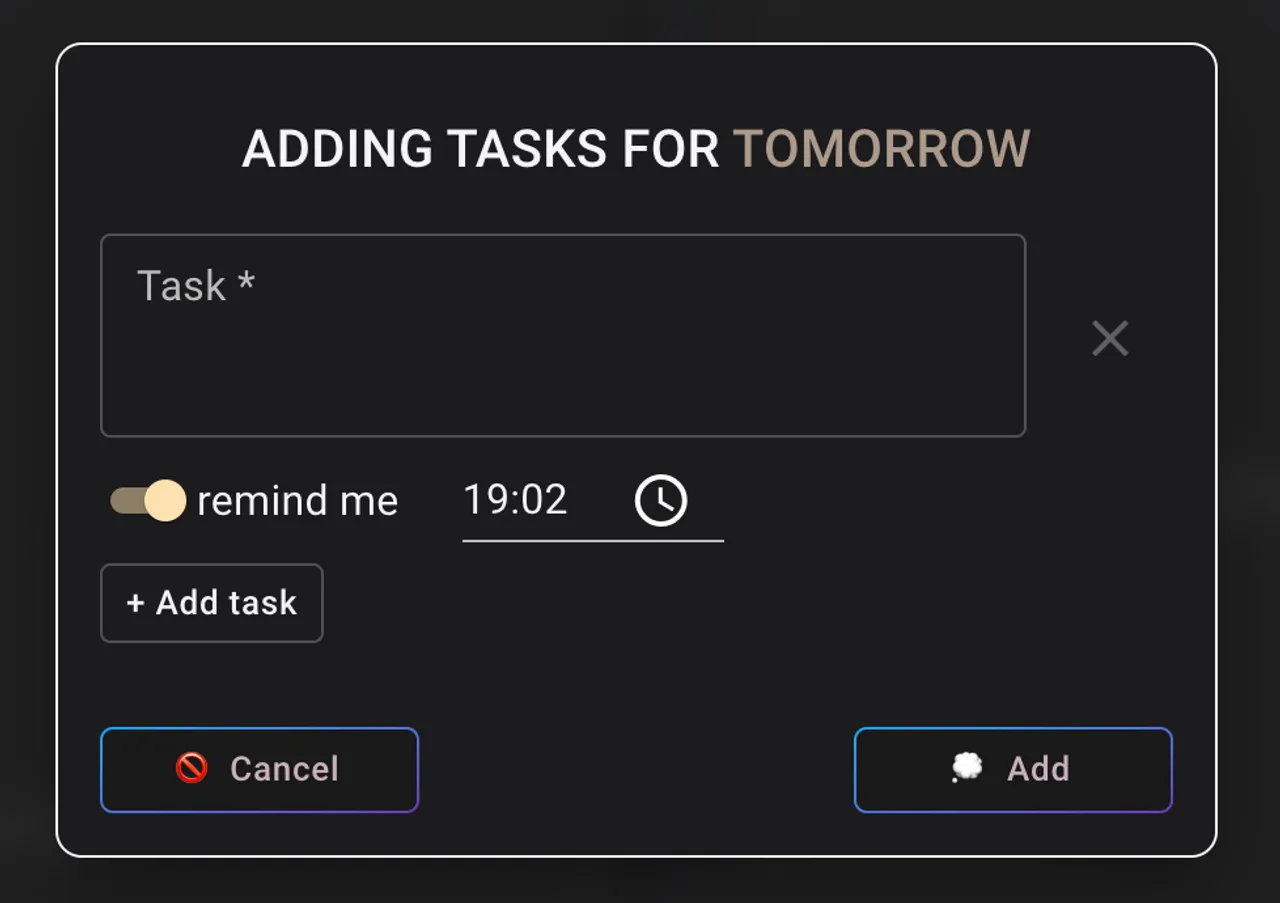 ADDING TASKS FOR TOMORROW
Task *
remind me 19:02
+ Add task
Cancel
Add